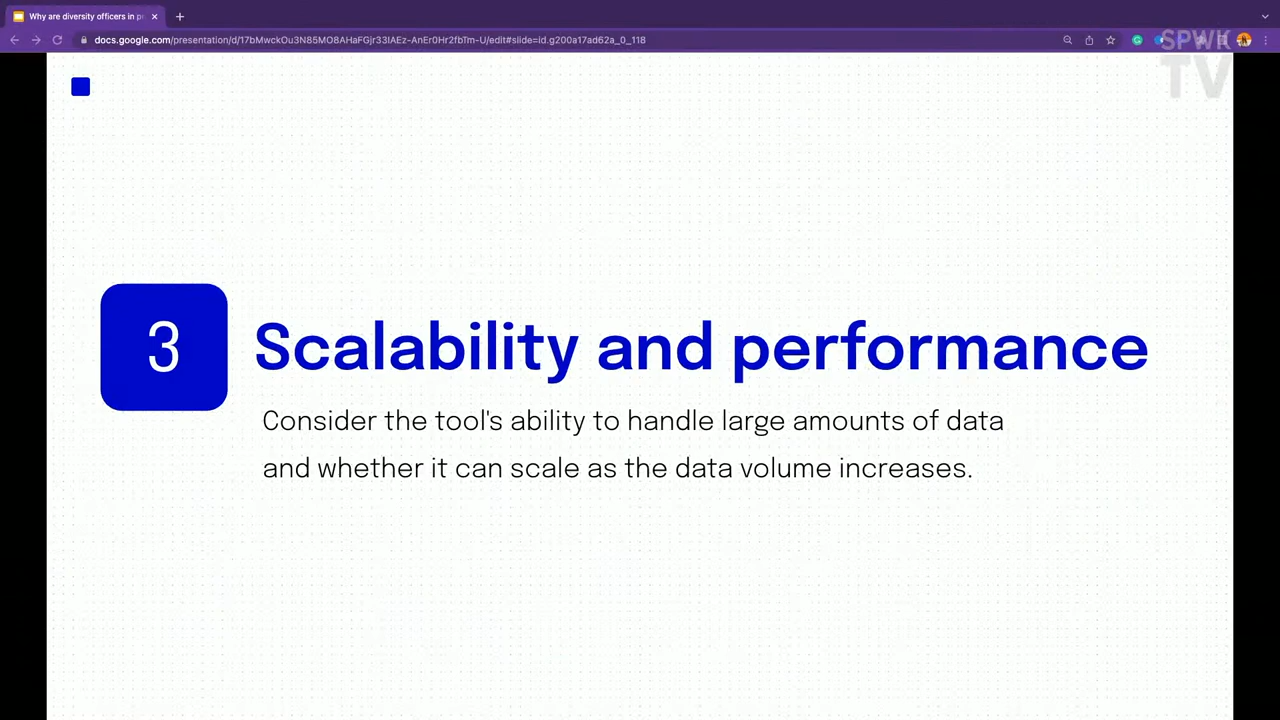 Why are diversity officers in p
docs.google.com/presentation/d/17bMwckOu3N85MO8AHaFGjr33IAEz-AnEr0Hr2fbTm-U/edit#slide=id.g200a17ad62a_0_118
SPWK
TV
3
Scalability and performance
Consider the tool's ability to handle large amounts of data
and whether it can scale as the data volume increases.